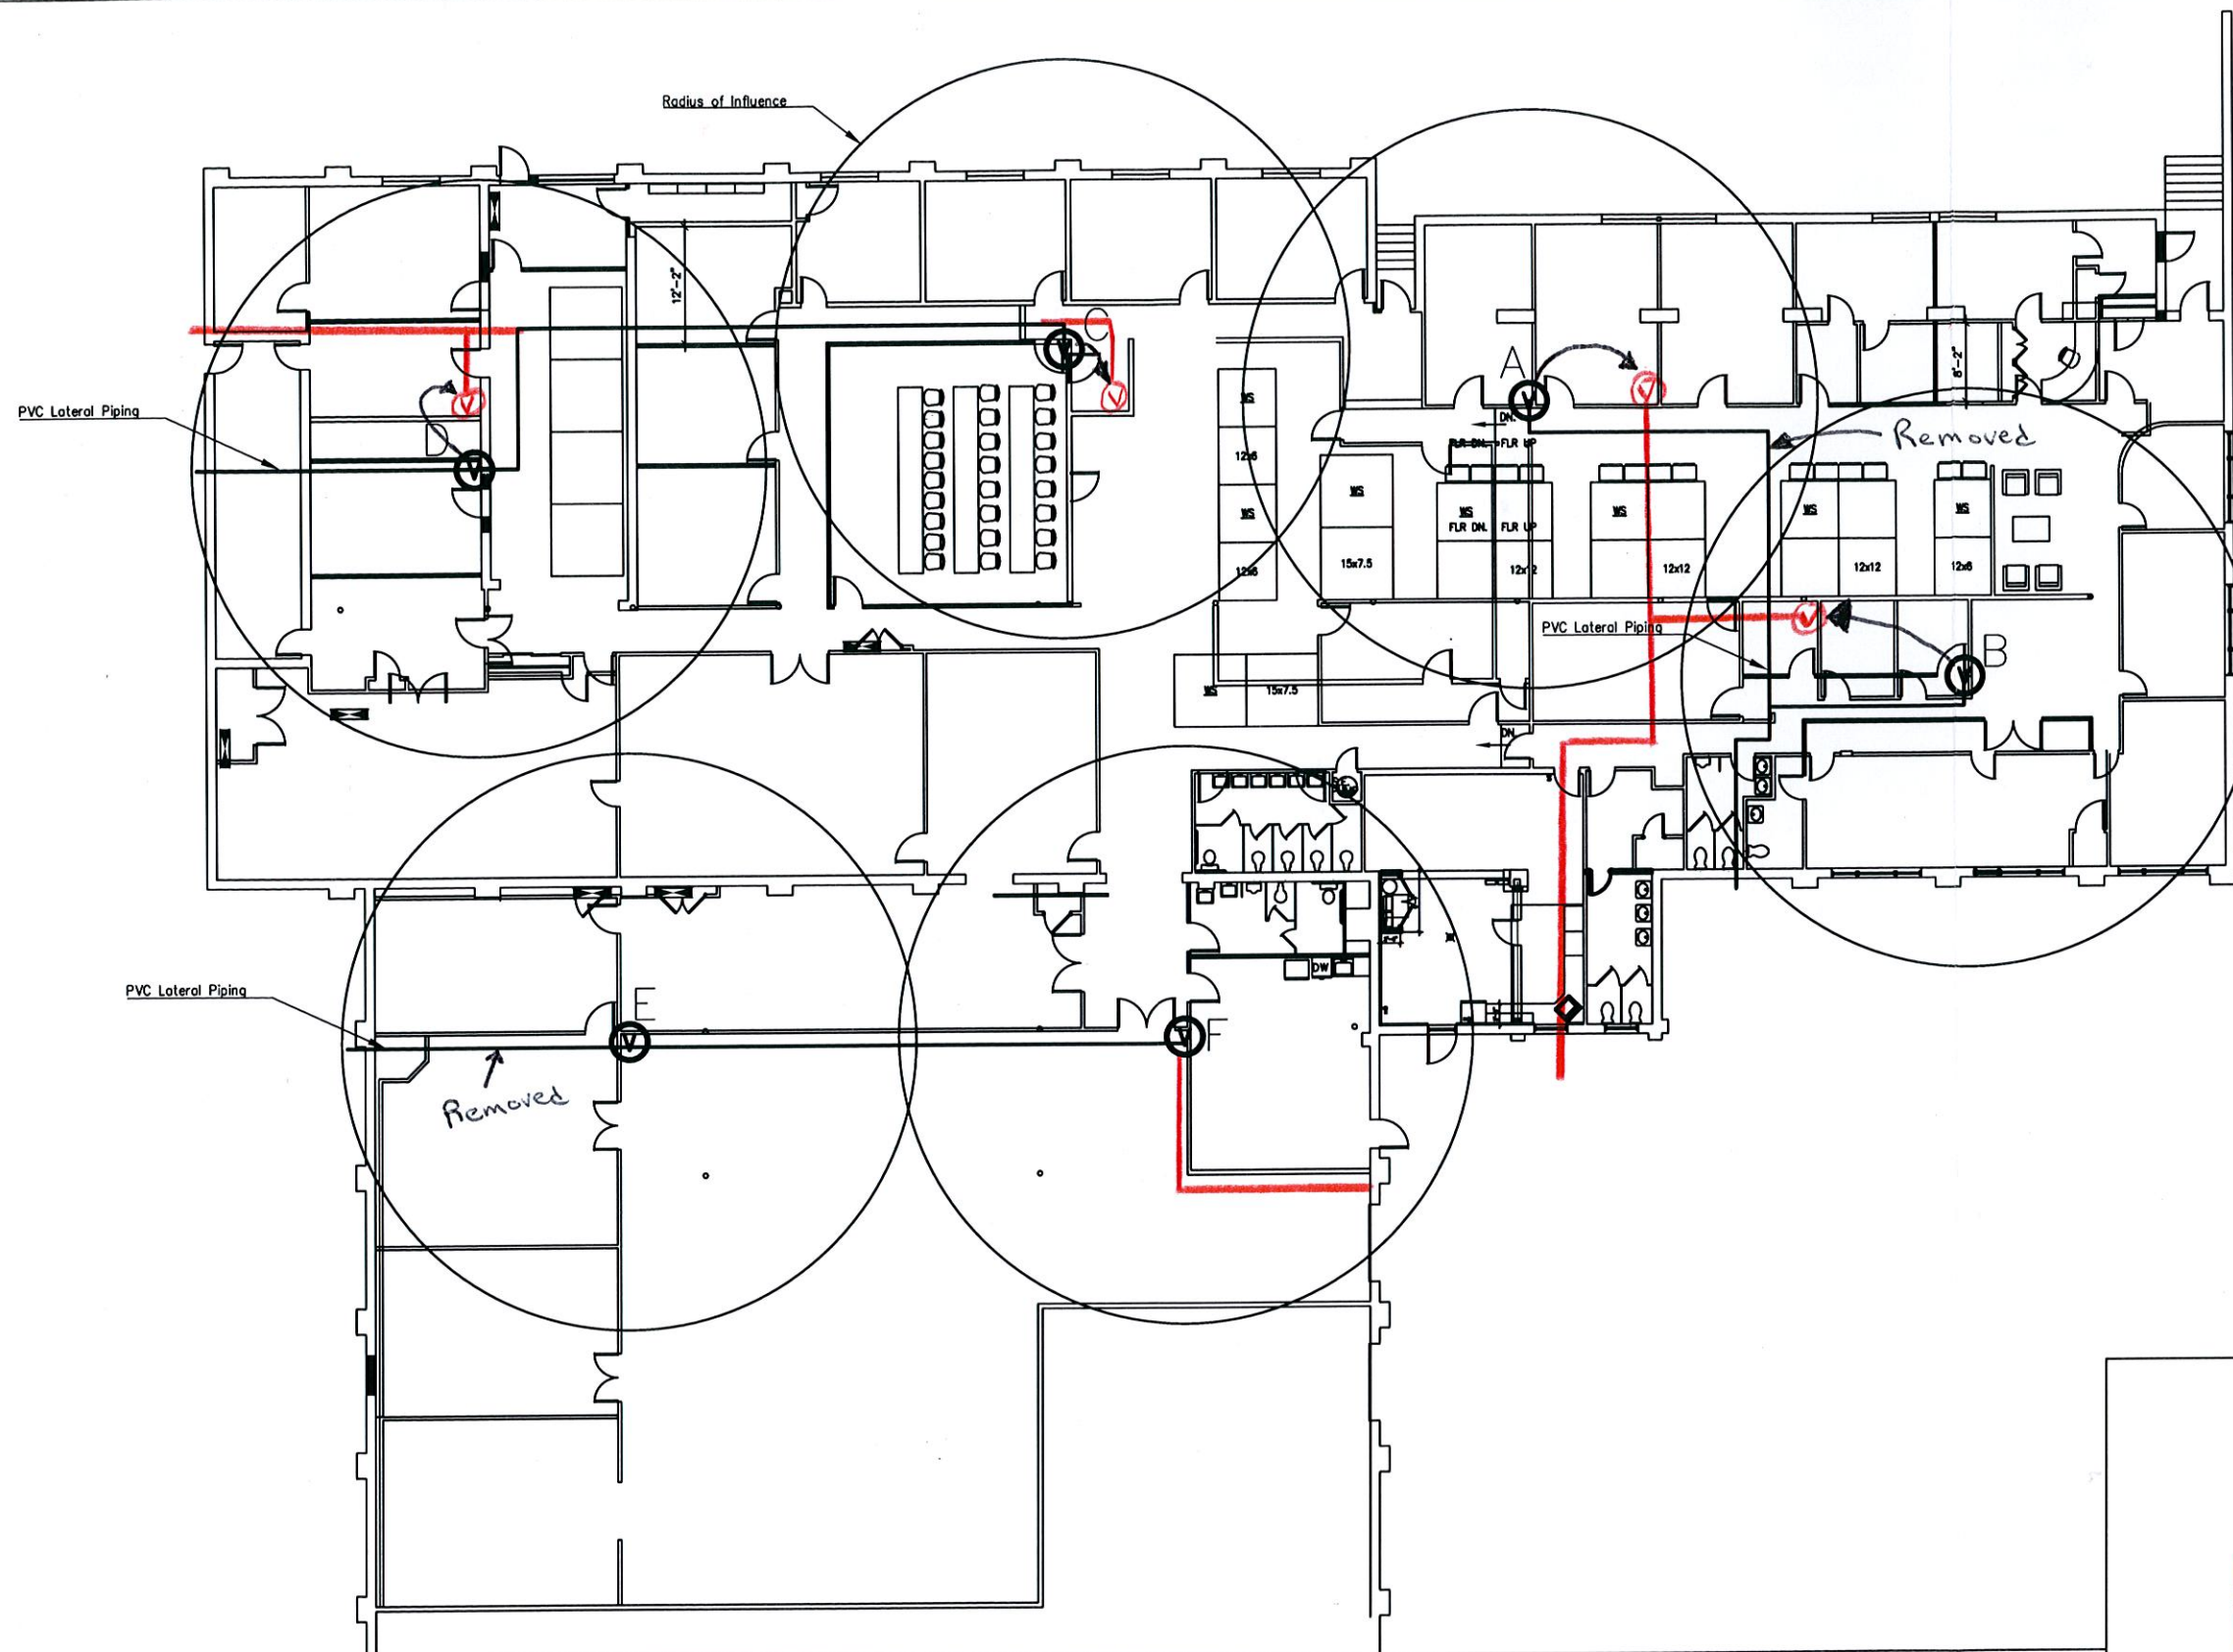 Radius of Influence
12'-2"
C
V
V
A
V
V
8'-2"
PVC Lateral Piping
D
V
V
Removed
DN.
FLR DN.
FLR UP
WS
12x6
WS
12x6
WS
15x7.5
WS
FLR DN.
FLR UP
12x12
WS
12x12
WS
12x12
WS
12x6
V
PVC Lateral Piping
B
V
WS
15x7.5
DN.
PVC Lateral Piping
E
V
V
F
DW
Removed